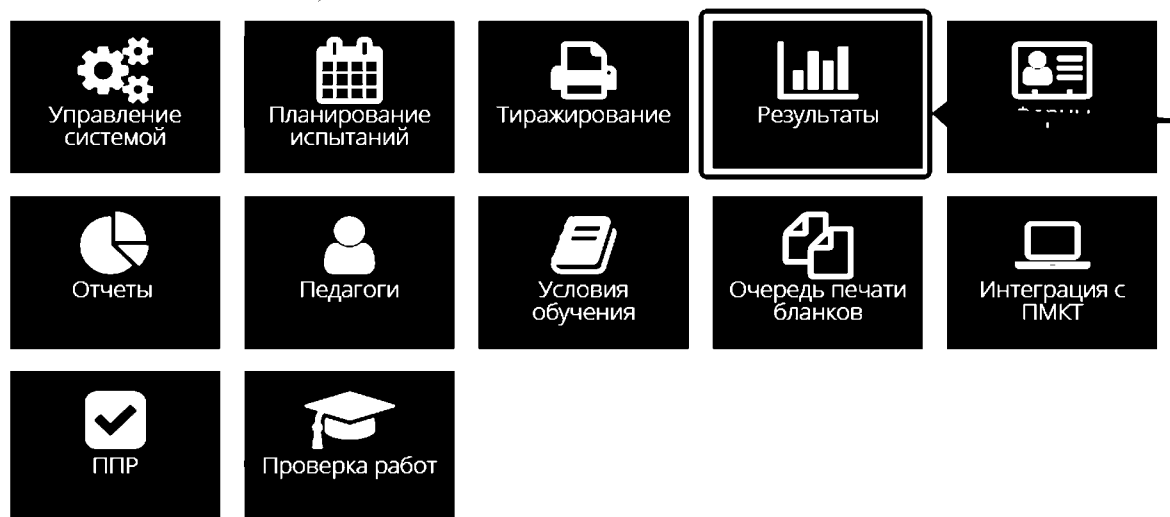 Управление
системой
Планирование
испытаний
Тиражирование
Результаты
Отчеты
Педагоги
Условия
обучения
Очередь печати
бланков
Интеграция с
ПМКТ
ППР
Проверка работ